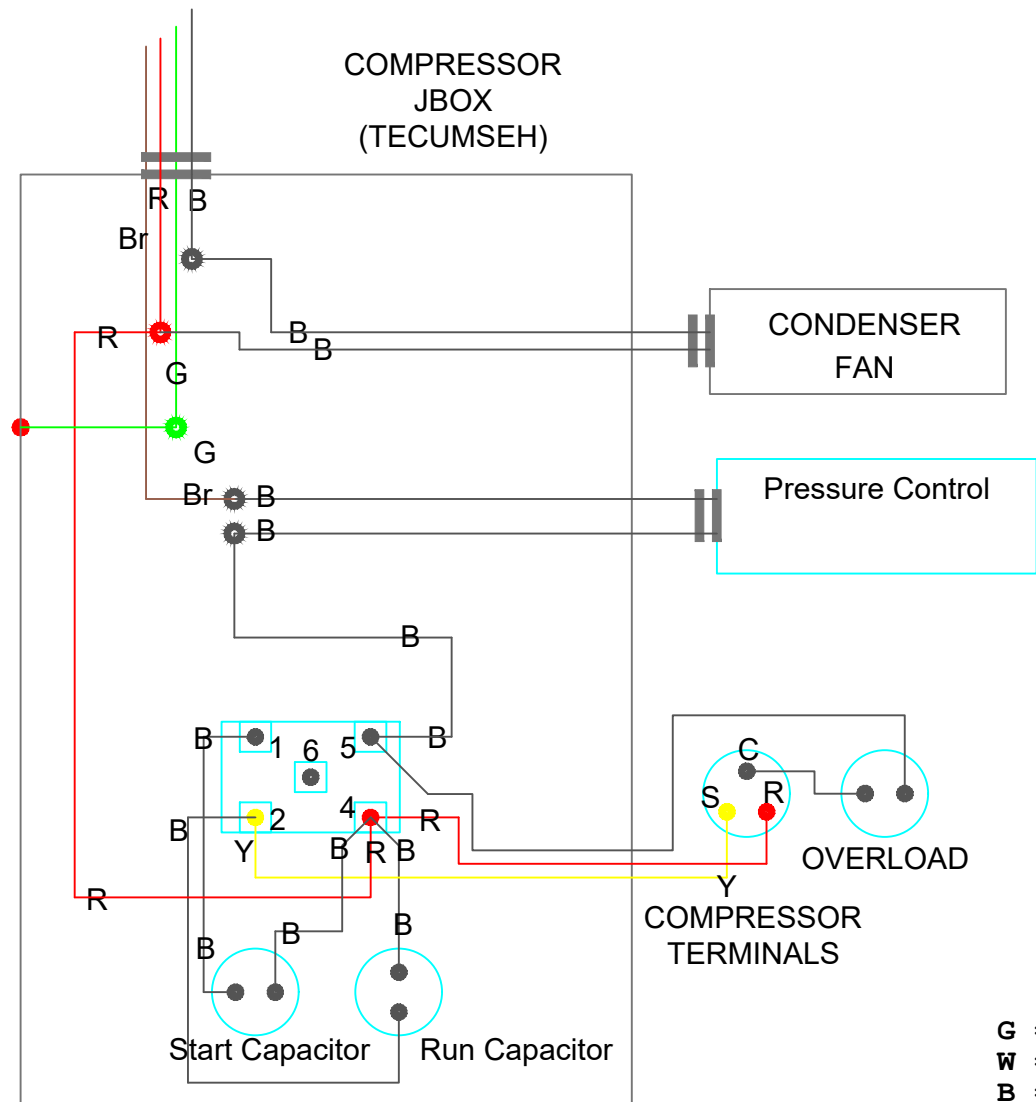 COMPRESSOR
JBOX
(TECUMSEH)
R
B
Br
R
B
B
CONDENSER
FAN
G
G
Br
B
Pressure Control
B
B
B
1
6
5
B
C
S
R
2
4
R
B
Y
B
R
B
OVERLOAD
Y
R
COMPRESSOR
TERMINALS
B
B
B
Start Capacitor
Run Capacitor
G =
W =
B =